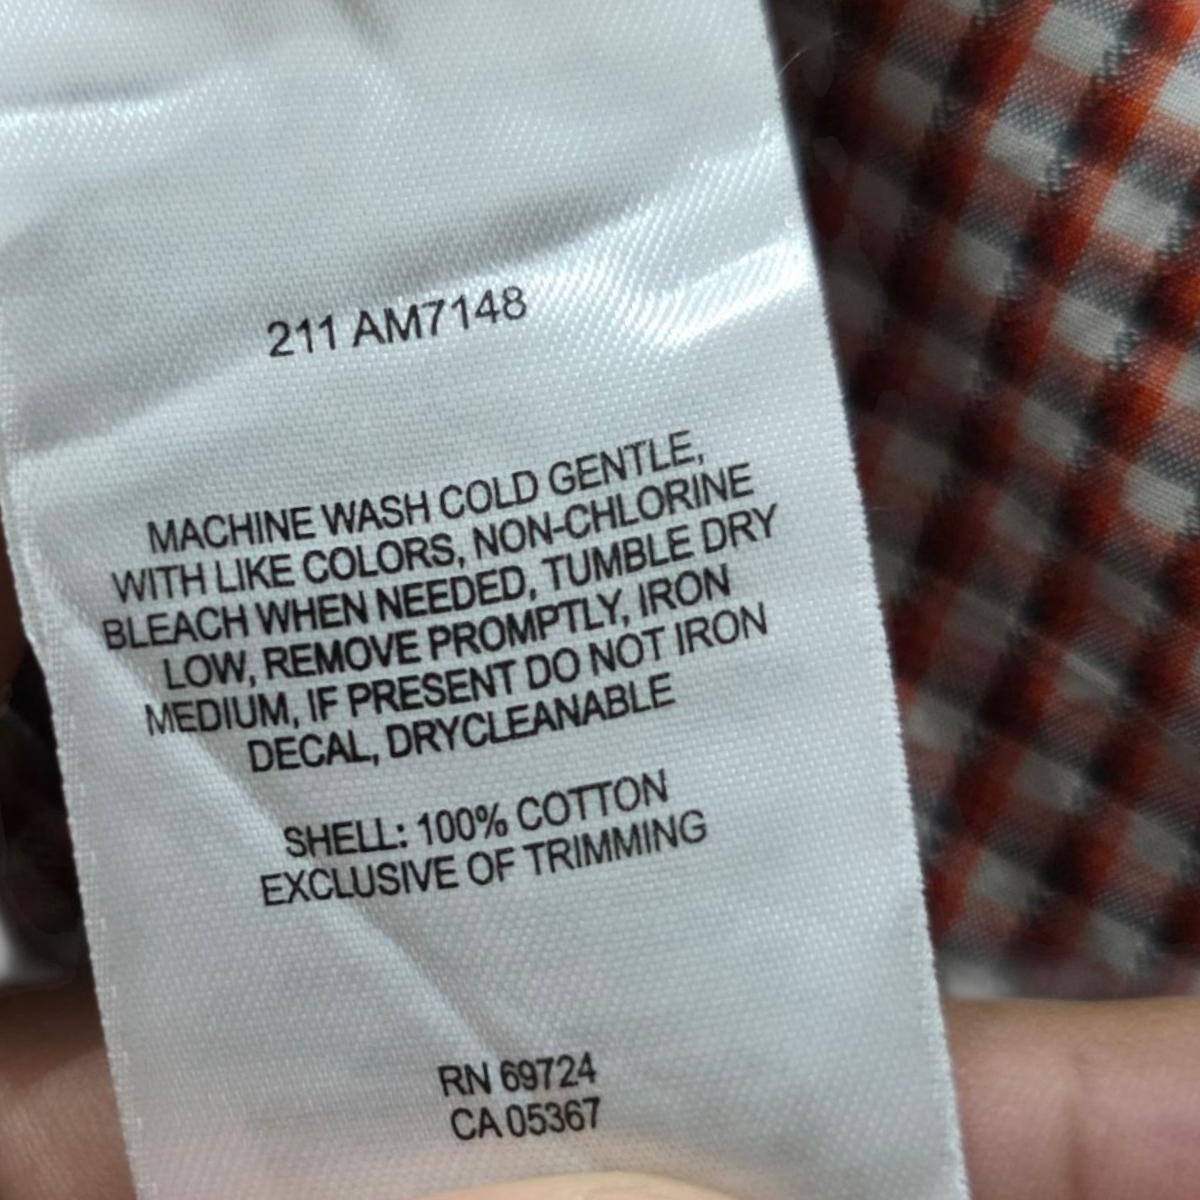 211 AM7148
MACHINE WASH COLD GENTLE,
WITH LIKE COLORS, NON-CHLORINE
BLEACH WHEN NEEDED, TUMBLE DRY
LOW, REMOVE PROMPTLY, IRON
MEDIUM, IF PRESENT DO NOT IRON
DECAL, DRYCLEANABLE
SHELL: 100% COTTON
EXCLUSIVE OF TRIMMING
RN 69724
CA 05367